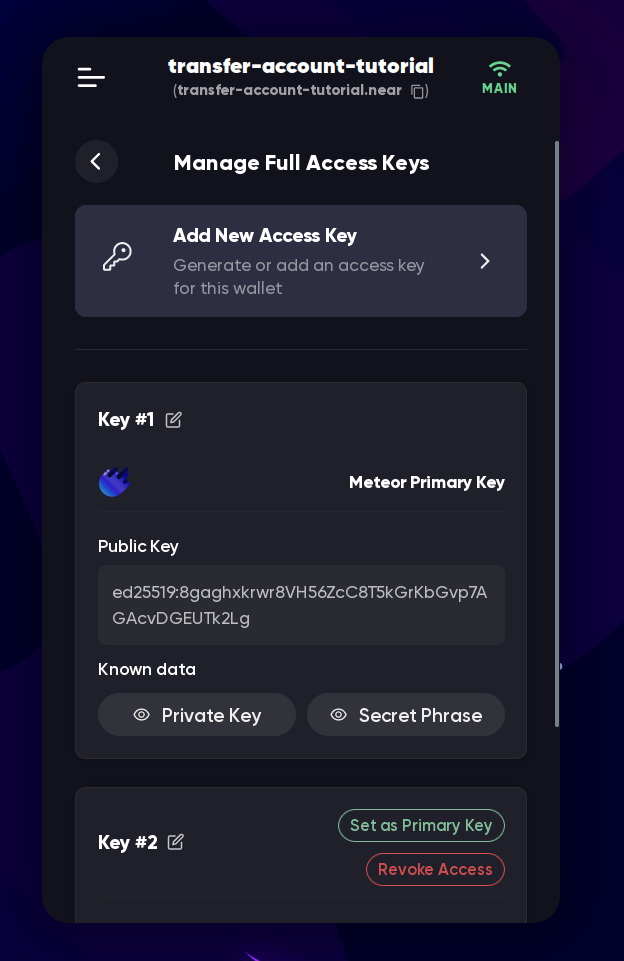 transfer-account-tutorial
(transfer-account-tutorial.near )
MAIN
Manage Full Access Keys
Add New Access Key
Generate or add an access key
for this wallet
Key #1
Meteor Primary Key
Public Key
ed25519:8gaghxkrwr8VH56ZcC8T5kGrKbGvp7A
GAcvDGEUTk2Lg
Known data
Private Key
Secret Phrase
Set as Primary Key
Key #2
Revoke Access